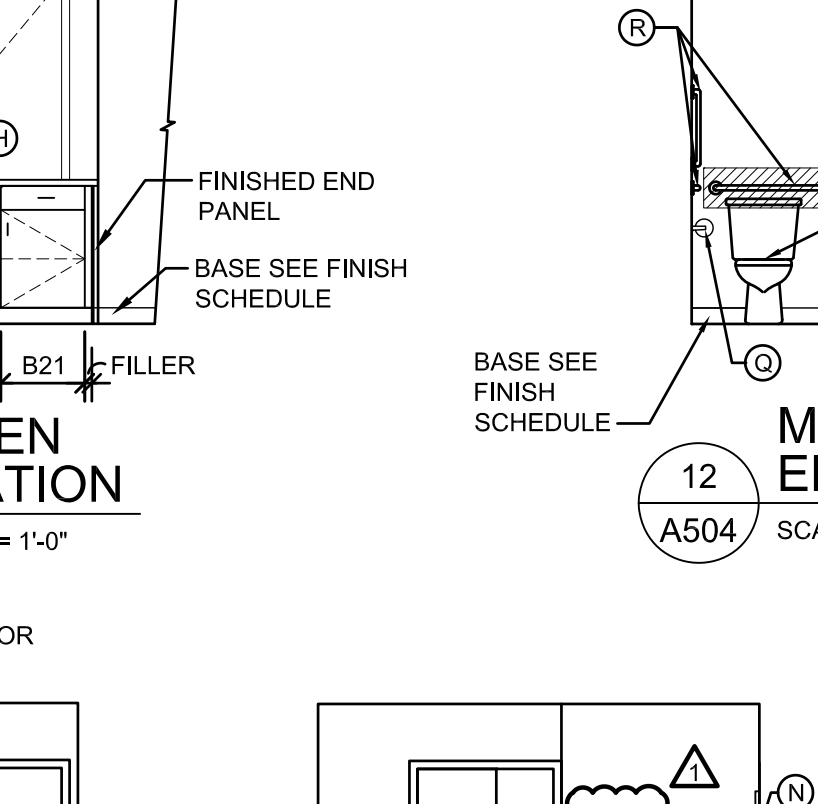 R
H
FINISHED END
PANEL
BASE SEE FINISH
SCHEDULE
B21
FILLER
EN
ATION
= 1'-0"
BASE SEE
FINISH
SCHEDULE
Q
12
A504
M
SCA
OR
1
N